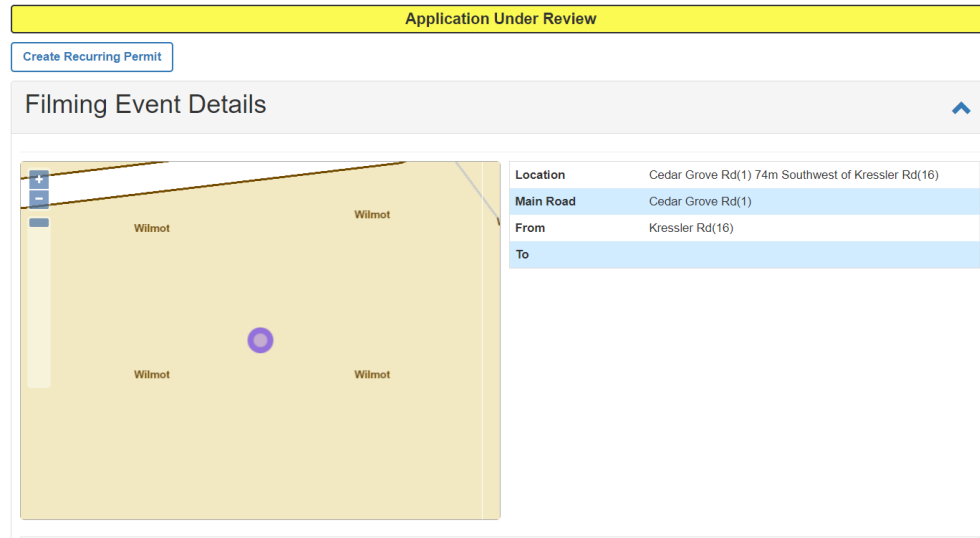 Application Under Review
Create Recurring Permit
Filming Event Details
+
−
Wilmot
Wilmot
Wilmot
Wilmot
Location Cedar Grove Rd(1) 74m Southwest of Kressler Rd(16)
Main Road Cedar Grove Rd(1)
From Kressler Rd(16)
To